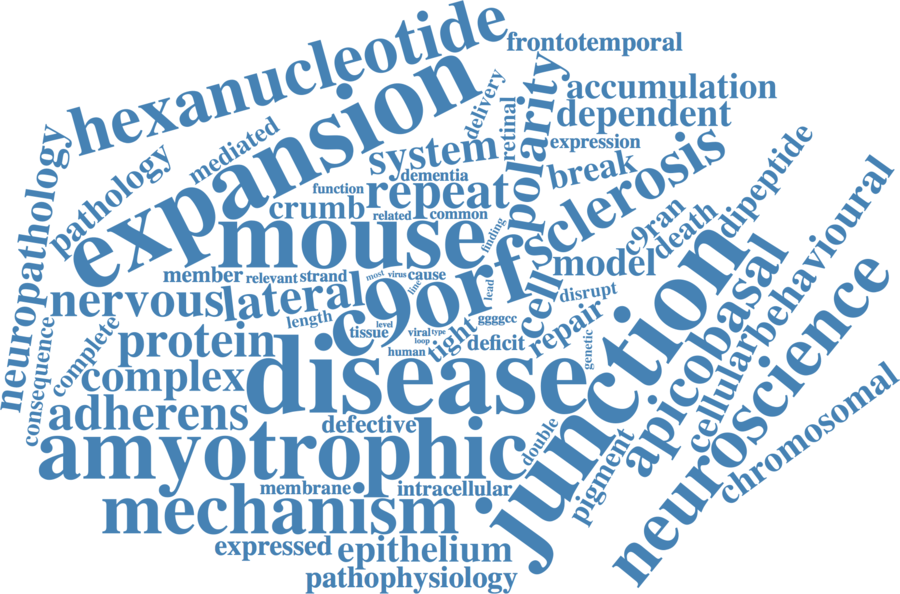 hexanucleotide
frontotemporal
expansion
delivery
retinal
polarity
accumulation
dependent
expression
mediated
pathology
neuropathology
system
dementia
function
repeat
crumb
related
common
break
sclerosis
dipeptide
mouse
finding
c9ran
death
behavioural
member
relevant
strand
most
virus
cause
line
lead
c9orf
cell
model
disrupt
nervous
lateral
length
level
tissue
viral
type
loop
ggggcc
human
tight
deficit
repair
genetic
junction
apicobasal
cellular
neuroscience
consequence
complete
protein
complex
disease
adherens
defective
double
amyotrophic
pigment
chromosomal
membrane
intracellular
mechanism
expressed
epithelium
pathophysiology